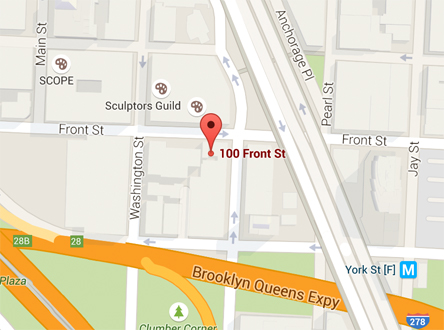 Main St
Anchorage Pl
SCOPE
Pearl St
Sculptors Guild
Front St
Front St
100 Front St
Washington St
Jay St
28B
28
York St [F]
M
Plaza
Brooklyn Queens Expy
278
Clumber Corner